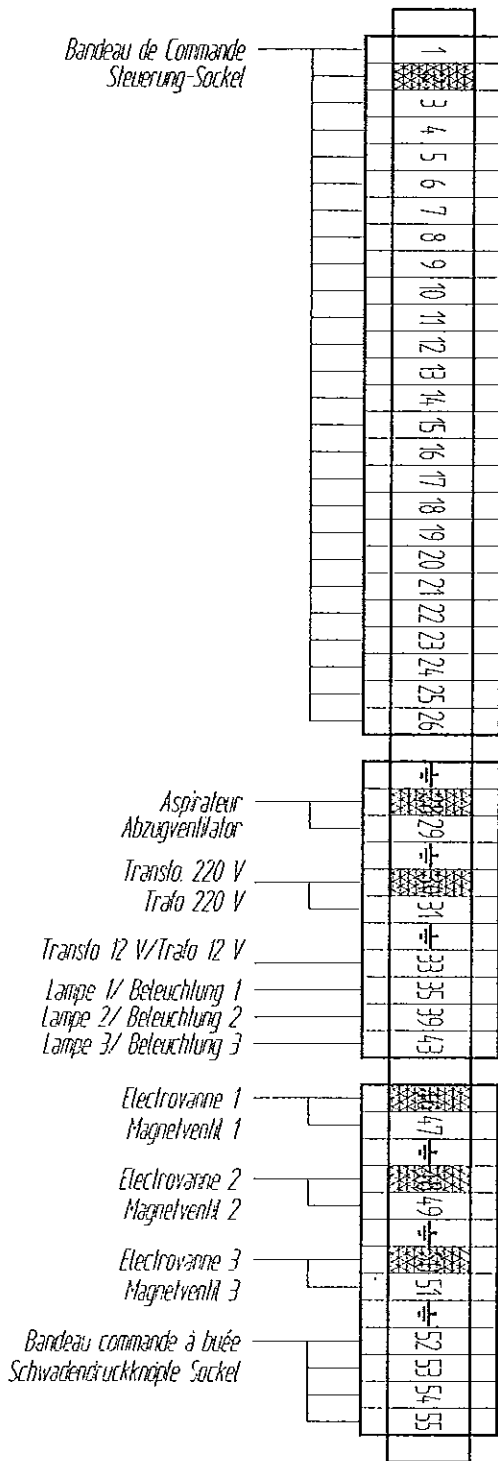 Bandeau de Commande
Steuerung-Sockel
1
3
4
5
6
7
8
9
10
11
12
13
14
15
16
17
18
19
20
21
22
23
24
25
26
Aspirateur
Abzugventilator
29
Transfo. 220 V
Trafo 220 V
31
Transfo 12 V/Trafo 12 V
33
Lampe 1/ Beleuchtung 1
35
Lampe 2/ Beleuchtung 2
39
Lampe 3/ Beleuchtung 3
43
Electrovanne 1
Magnetventil 1
47
Electrovanne 2
Magnetventil 2
49
Electrovanne 3
Magnetventil 3
51
Bandeau commande à buée
Schwadendruckknöpfe Sockel
52
53
54
55